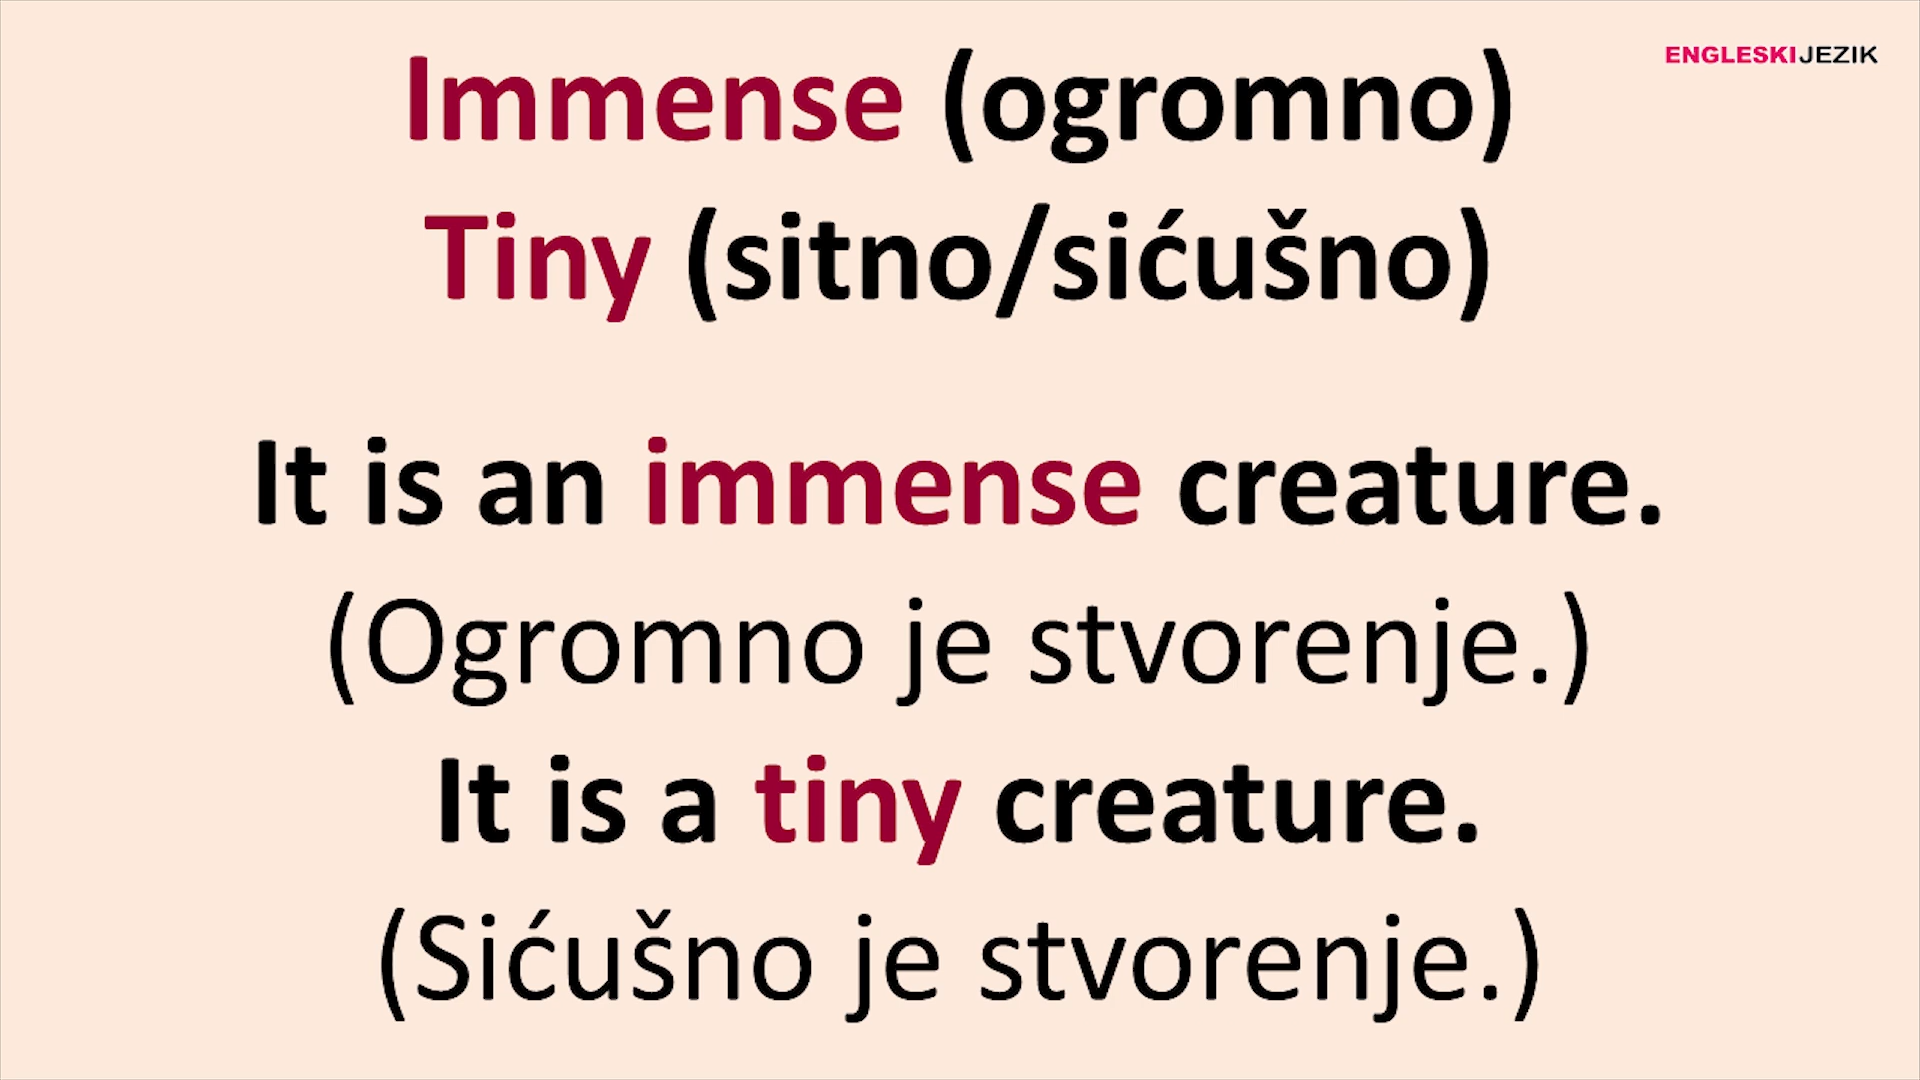 ENGLESKIJEZIK
Immense (ogromno)
Tiny (sitno/sićušno)
It is an immense creature.
(Ogromno je stvorenje.)
It is a tiny creature.
(Sićušno je stvorenje.)